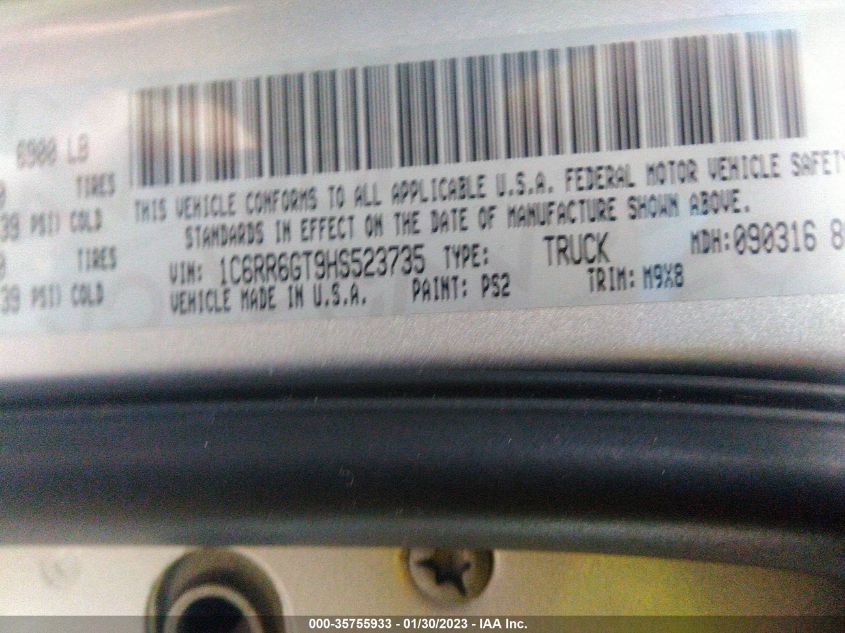 6900 LB
TIRES
39 PSI) COLD
TIRES
39 PSI) COLD
THIS VEHICLE CONFORMS TO ALL APPLICABLE U.S.A. FEDERAL MOTOR VEHICLE SAFETY
STANDARDS IN EFFECT ON THE DATE OF MANUFACTURE SHOWN ABOVE.
VIN: 1C6RR6GT9HS523735 TYPE: TRUCK MDH:090316
VEHICLE MADE IN U.S.A. PAINT: PS2 TRIM: M9X8
000-35755933 - 01/30/2023 - IAA Inc.